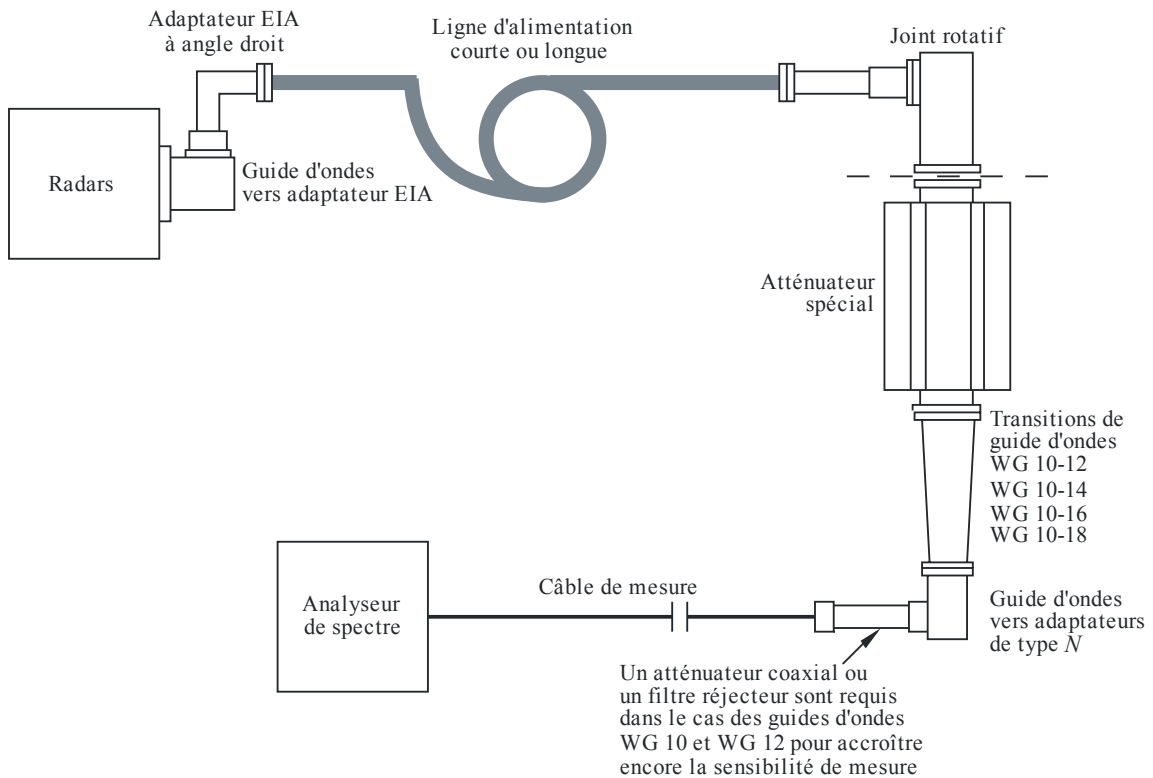 Adaptateur EIA
à angle droit
Ligne d'alimentation
courte ou longue
Joint rotatif
Radars
Guide d'ondes
vers adaptateur EIA
Atténuateur
spécial
Transitions de
guide d'ondes
WG 10-12
WG 10-14
WG 10-16
WG 10-18
Analyseur
de spectre
Câble de mesure
Guide d'ondes
vers adaptateurs
de type N
Un atténuateur coaxial ou
un filtre réjecteur sont requis
dans le cas des guides d'ondes
WG 10 et WG 12 pour accroître
encore la sensibilité de mesure